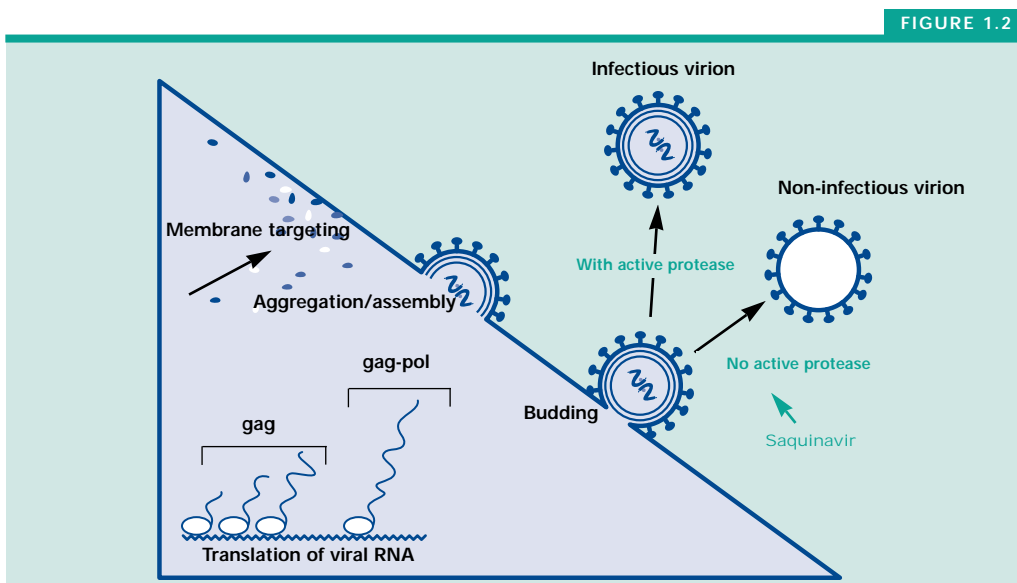 FIGURE 1.2
Infectious virion
Non-infectious virion
Membrane targeting
With active protease
Aggregation/assembly
gag-pol
No active protease
Budding
gag
Saquinavir
Translation of viral RNA